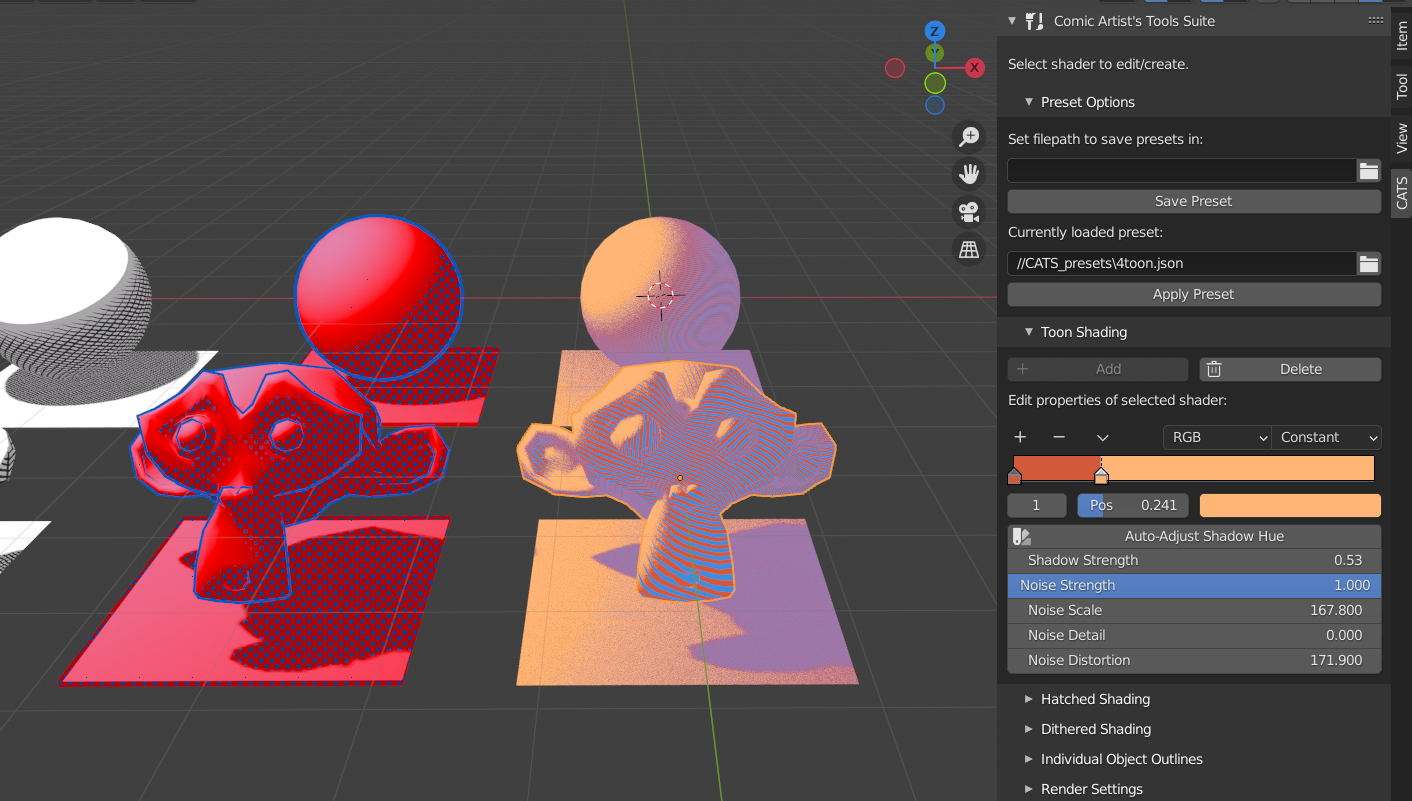 Comic Artist's Tools Suite
Select shader to edit/create.
Preset Options
Set filepath to save presets in:
Save Preset
Currently loaded preset:
//CATS_presets\4toon.json
Apply Preset
Toon Shading
Add Delete
Edit properties of selected shader:
RGB Constant
1 Pos 0.241
Auto-Adjust Shadow Hue
Shadow Strength 0.53
Noise Strength 1.000
Noise Scale 167.800
Noise Detail 0.000
Noise Distortion 171.900
Hatched Shading
Dithered Shading
Individual Object Outlines
Render Settings
Item
Tool
View
CATS
Z
Y
X